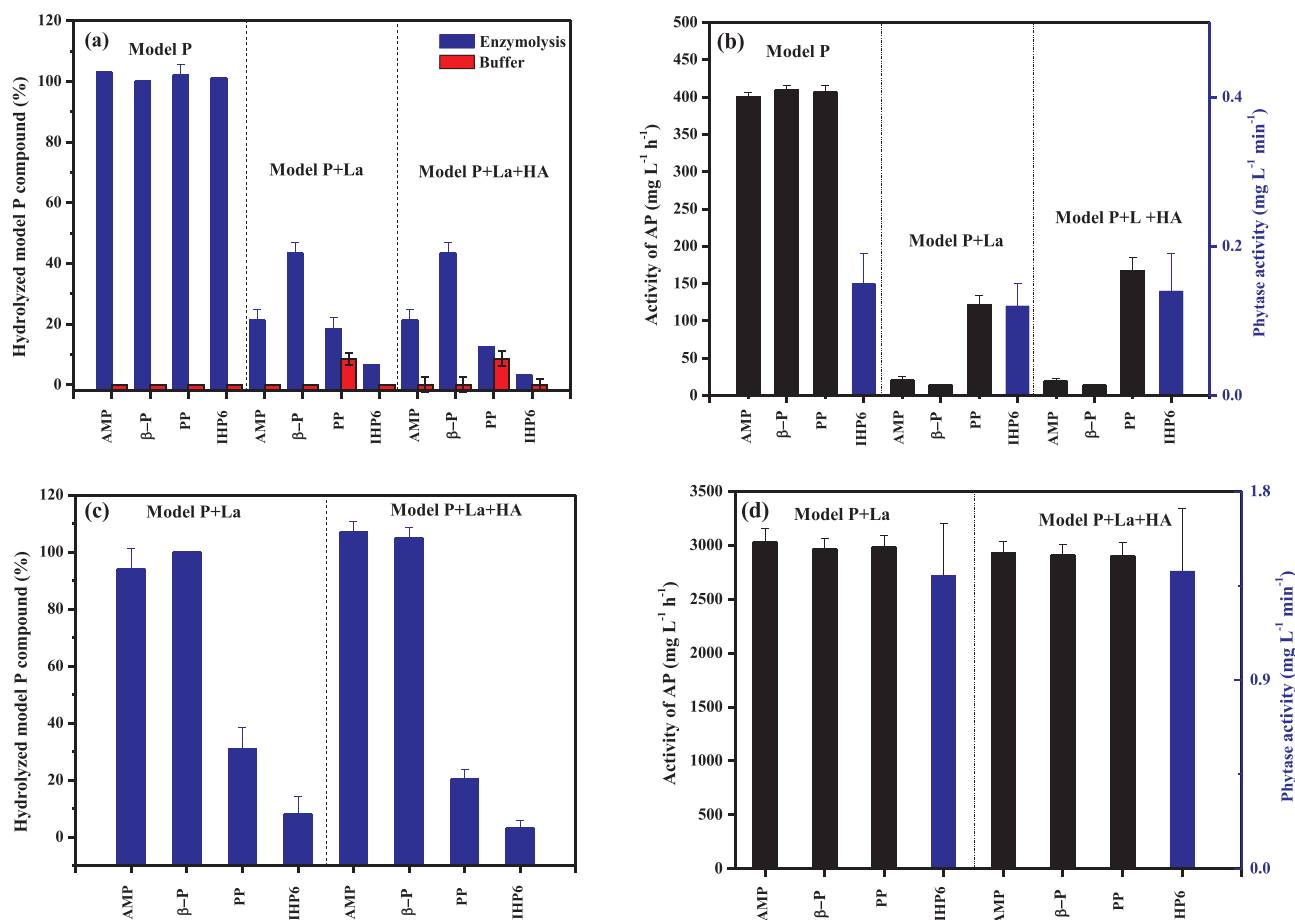 (a)
Model P
Enzymolysis
Buffer
Model P+La
Model P+La+HA
Hydrolyzed model P compound (%)
120
100
80
60
40
20
0
AMP
β−P
PP
IHP6
AMP
β−P
PP
IHP6
AMP
β−P
PP
IHP6
(b)
Model P
Model P+La
Model P+L +HA
Activity of AP (mg L⁻¹ h⁻¹)
500
450
400
350
300
250
200
150
100
50
0
0.4
0.2
0.0
Phytase activity (mg L⁻¹ min⁻¹)
AMP
β−P
PP
IHP6
AMP
β−P
PP
IHP6
AMP
β−P
PP
IHP6
(c)
Model P+La
Model P+La+HA
Hydrolyzed model P compound (%)
120
100
80
60
40
20
0
AMP
β−P
PP
IHP6
AMP
β−P
PP
IHP6
(d)
Model P+La
Model P+La+HA
Activity of AP (mg L⁻¹ h⁻¹)
3500
3000
2500
2000
1500
1000
500
0
1.8
0.9
0.0
Phytase activity (mg L⁻¹ min⁻¹)
AMP
β−P
PP
IHP6
AMP
β−P
PP
HP6